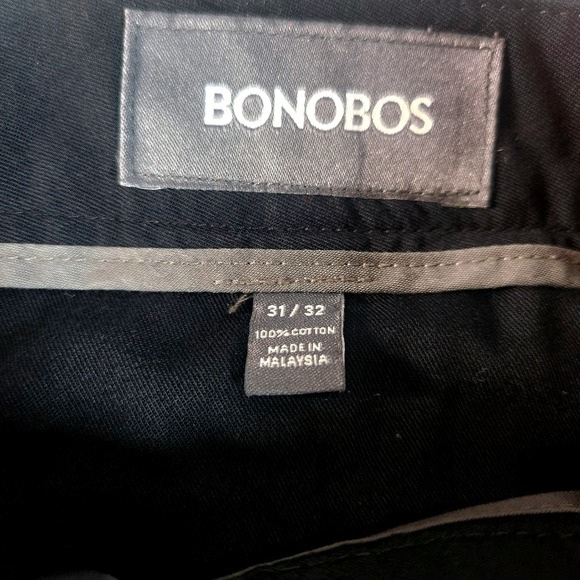 BONOBOS
31 / 32
100% COTTON
MADE IN
MALAYSIA